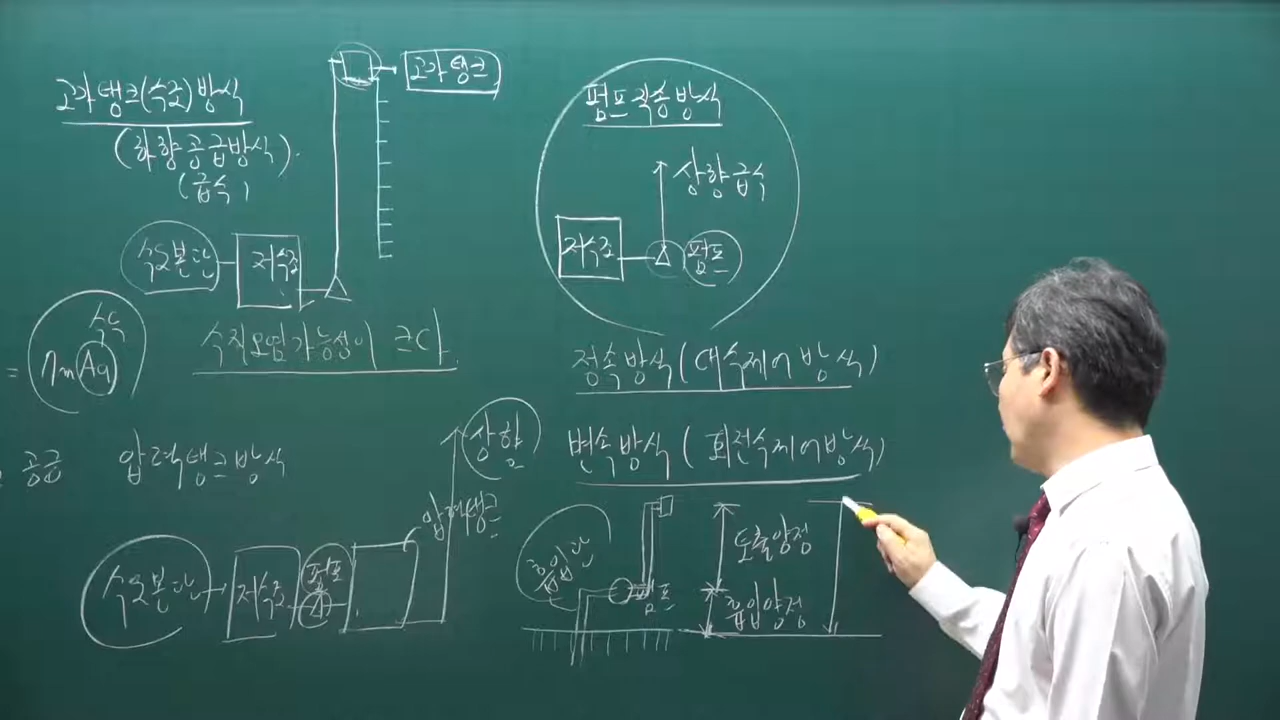 고가탱크(수조)방식
(하향공급방식).
(급수)
고가탱크
수도본관
저수조
수질오염가능성이 크다.
수두
mAq
=
공급
압력탱크방식
상향
압력탱크
수도본관
저수조
펌프
펌프직송방식
상향급수
저수조
펌프
정속방식(대수제어방식)
변속방식(회전수제어방식)
흡입관
펌프
토출양정
흡입양정